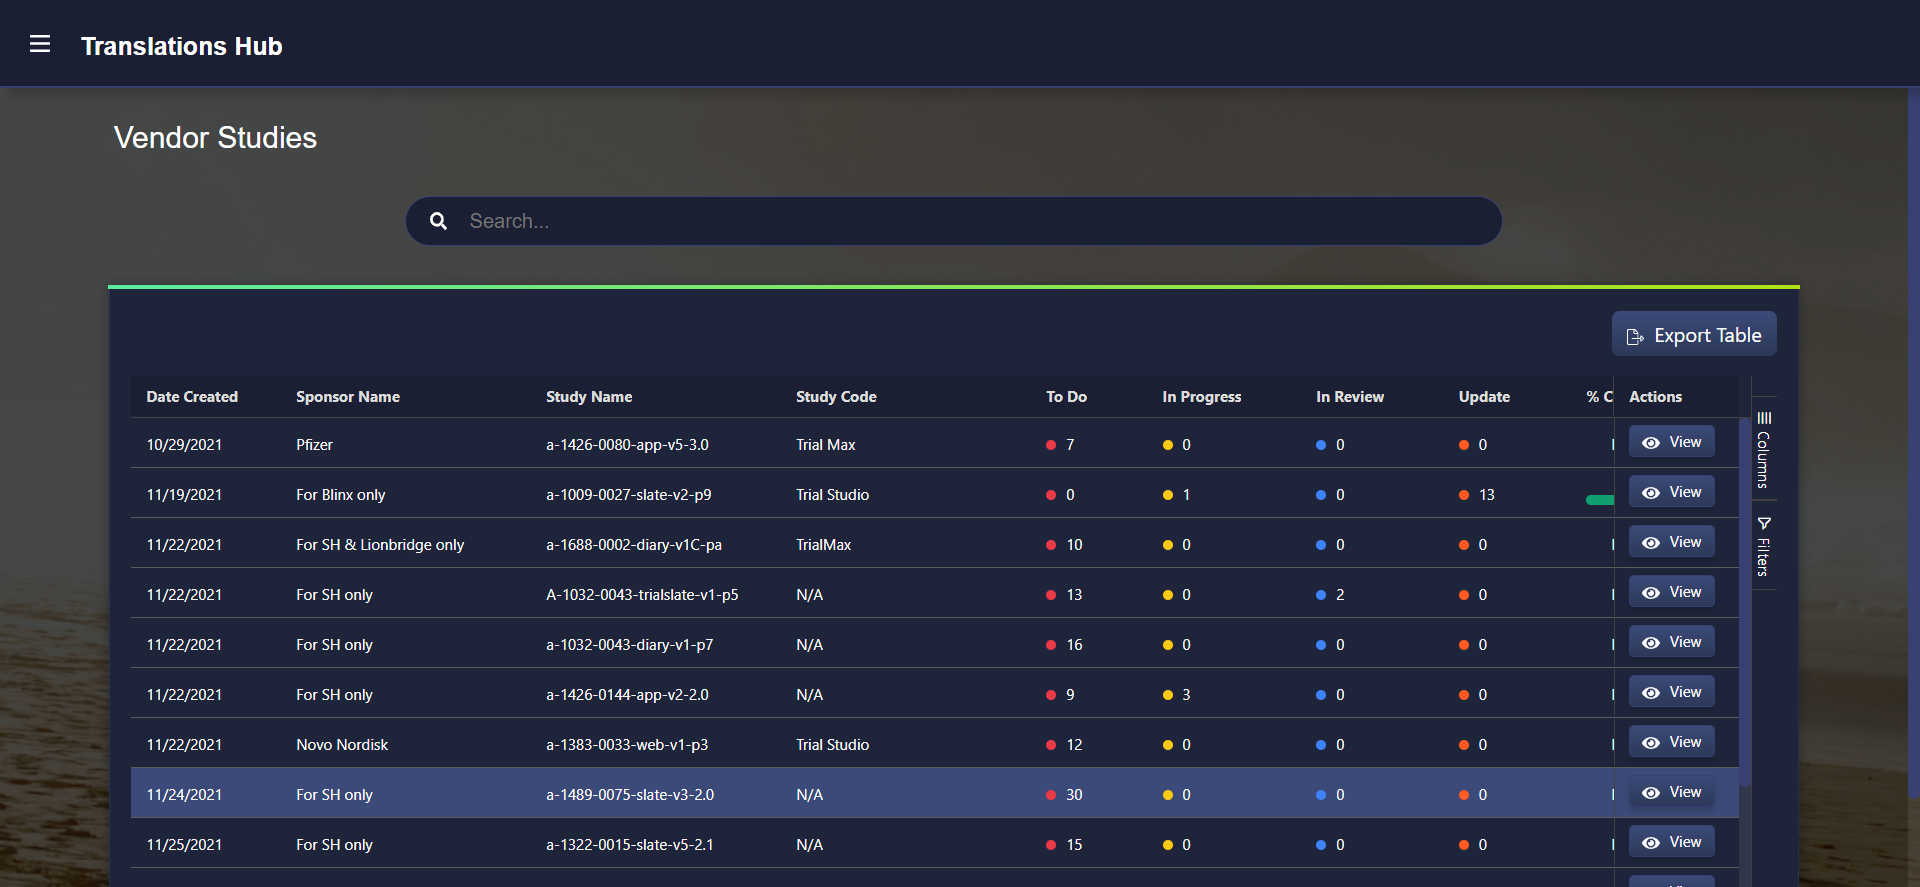 Translations Hub
Vendor Studies
Search...
Export Table
Date Created Sponsor Name Study Name Study Code To Do In Progress In Review Update % C Actions
10/29/2021 Pfizer a-1426-0080-app-v5-3.0 Trial Max 7 0 0 0 View
11/19/2021 For Blinx only a-1009-0027-slate-v2-p9 Trial Studio 0 1 0 13 View
11/22/2021 For SH & Lionbridge only a-1688-0002-diary-v1C-pa TrialMax 10 0 0 0 View
11/22/2021 For SH only A-1032-0043-trialslate-v1-p5 N/A 13 0 2 0 View
11/22/2021 For SH only a-1032-0043-diary-v1-p7 N/A 16 0 0 0 View
11/22/2021 For SH only a-1426-0144-app-v2-2.0 N/A 9 3 0 0 View
11/22/2021 Novo Nordisk a-1383-0033-web-v1-p3 Trial Studio 12 0 0 0 View
11/24/2021 For SH only a-1489-0075-slate-v3-2.0 N/A 30 0 0 0 View
11/25/2021 For SH only a-1322-0015-slate-v5-2.1 N/A 15 0 0 0 View
Columns
Filters